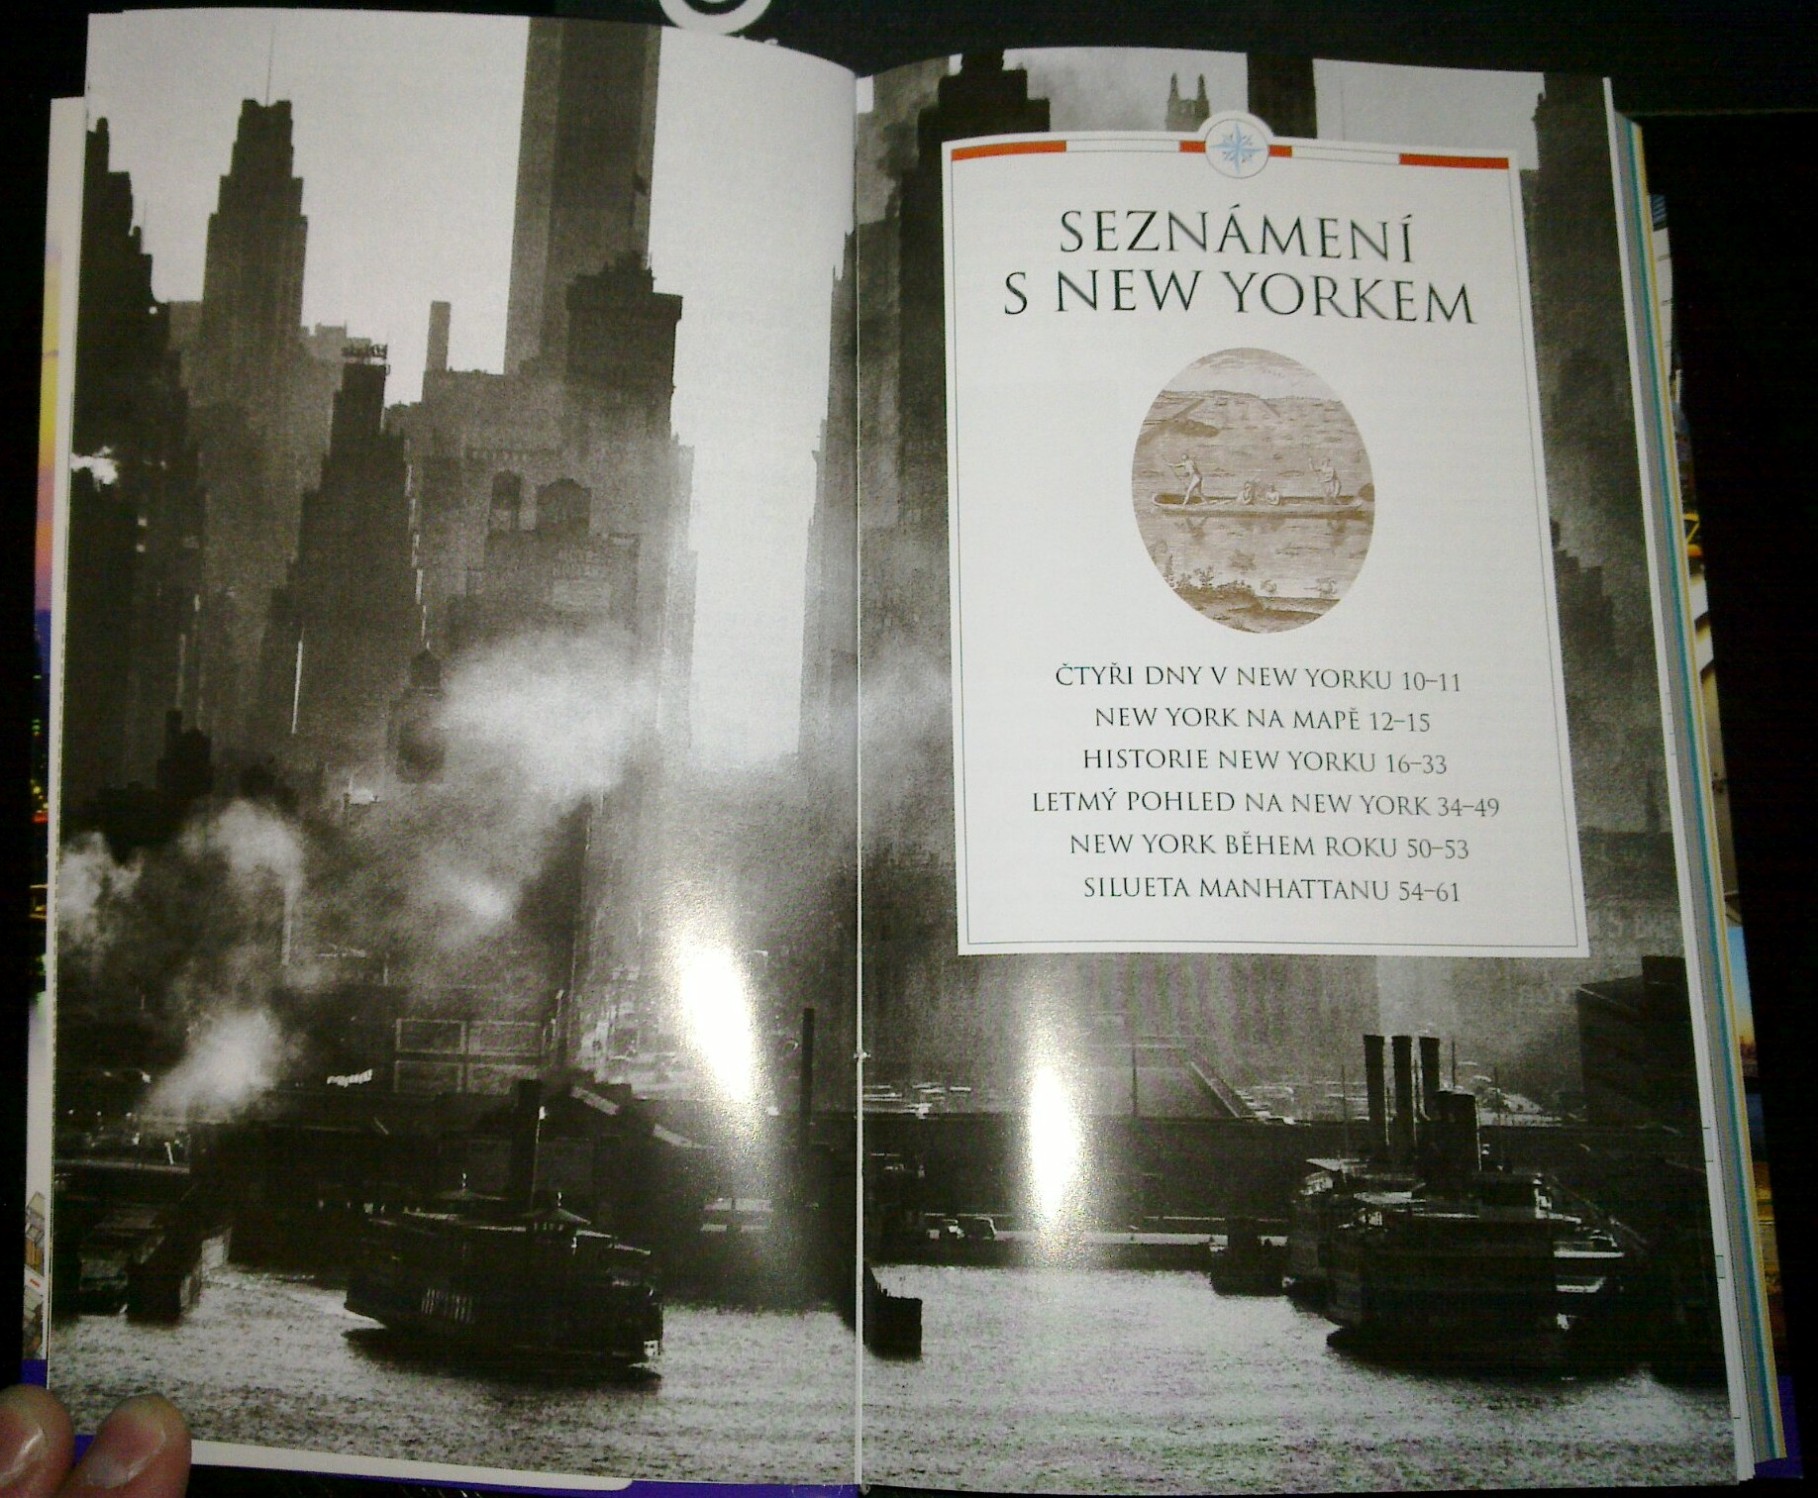 SEZNÁMENÍ
S NEW YORKEM
ČTYŘI DNY V NEW YORKU 10–11
NEW YORK NA MAPĚ 12–15
HISTORIE NEW YORKU 16–33
LETMÝ POHLED NA NEW YORK 34–49
NEW YORK BĚHEM ROKU 50–53
SILUETA MANHATTANU 54–61